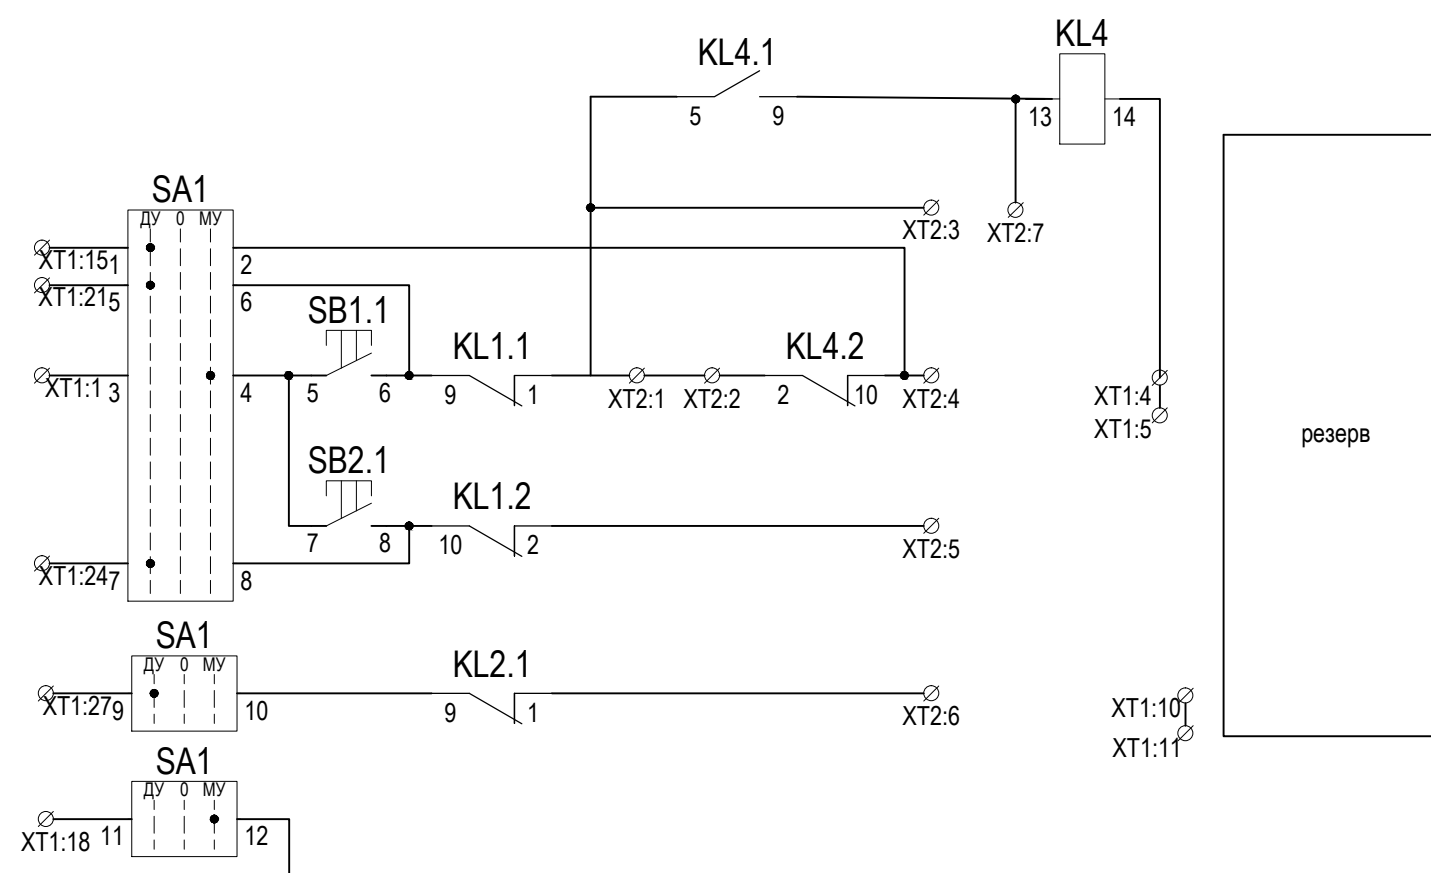 KL4
KL4.1
5 9 13 14
SA1
ДУ 0 МУ
XT2:3 XT2:7
XT1:15 1 2
XT1:21 5 6
SB1.1 KL1.1 KL4.2
XT1:1 3 4 5 6 9 1 XT2:1 XT2:2 2 10 XT2:4 XT1:4
XT1:5
резерв
SB2.1
KL1.2
7 8 10 2 XT2:5
XT1:24 7 8
SA1
ДУ 0 МУ
KL2.1
XT1:27 9 10 9 1 XT2:6 XT1:10
XT1:11
SA1
ДУ 0 МУ
XT1:18 11 12